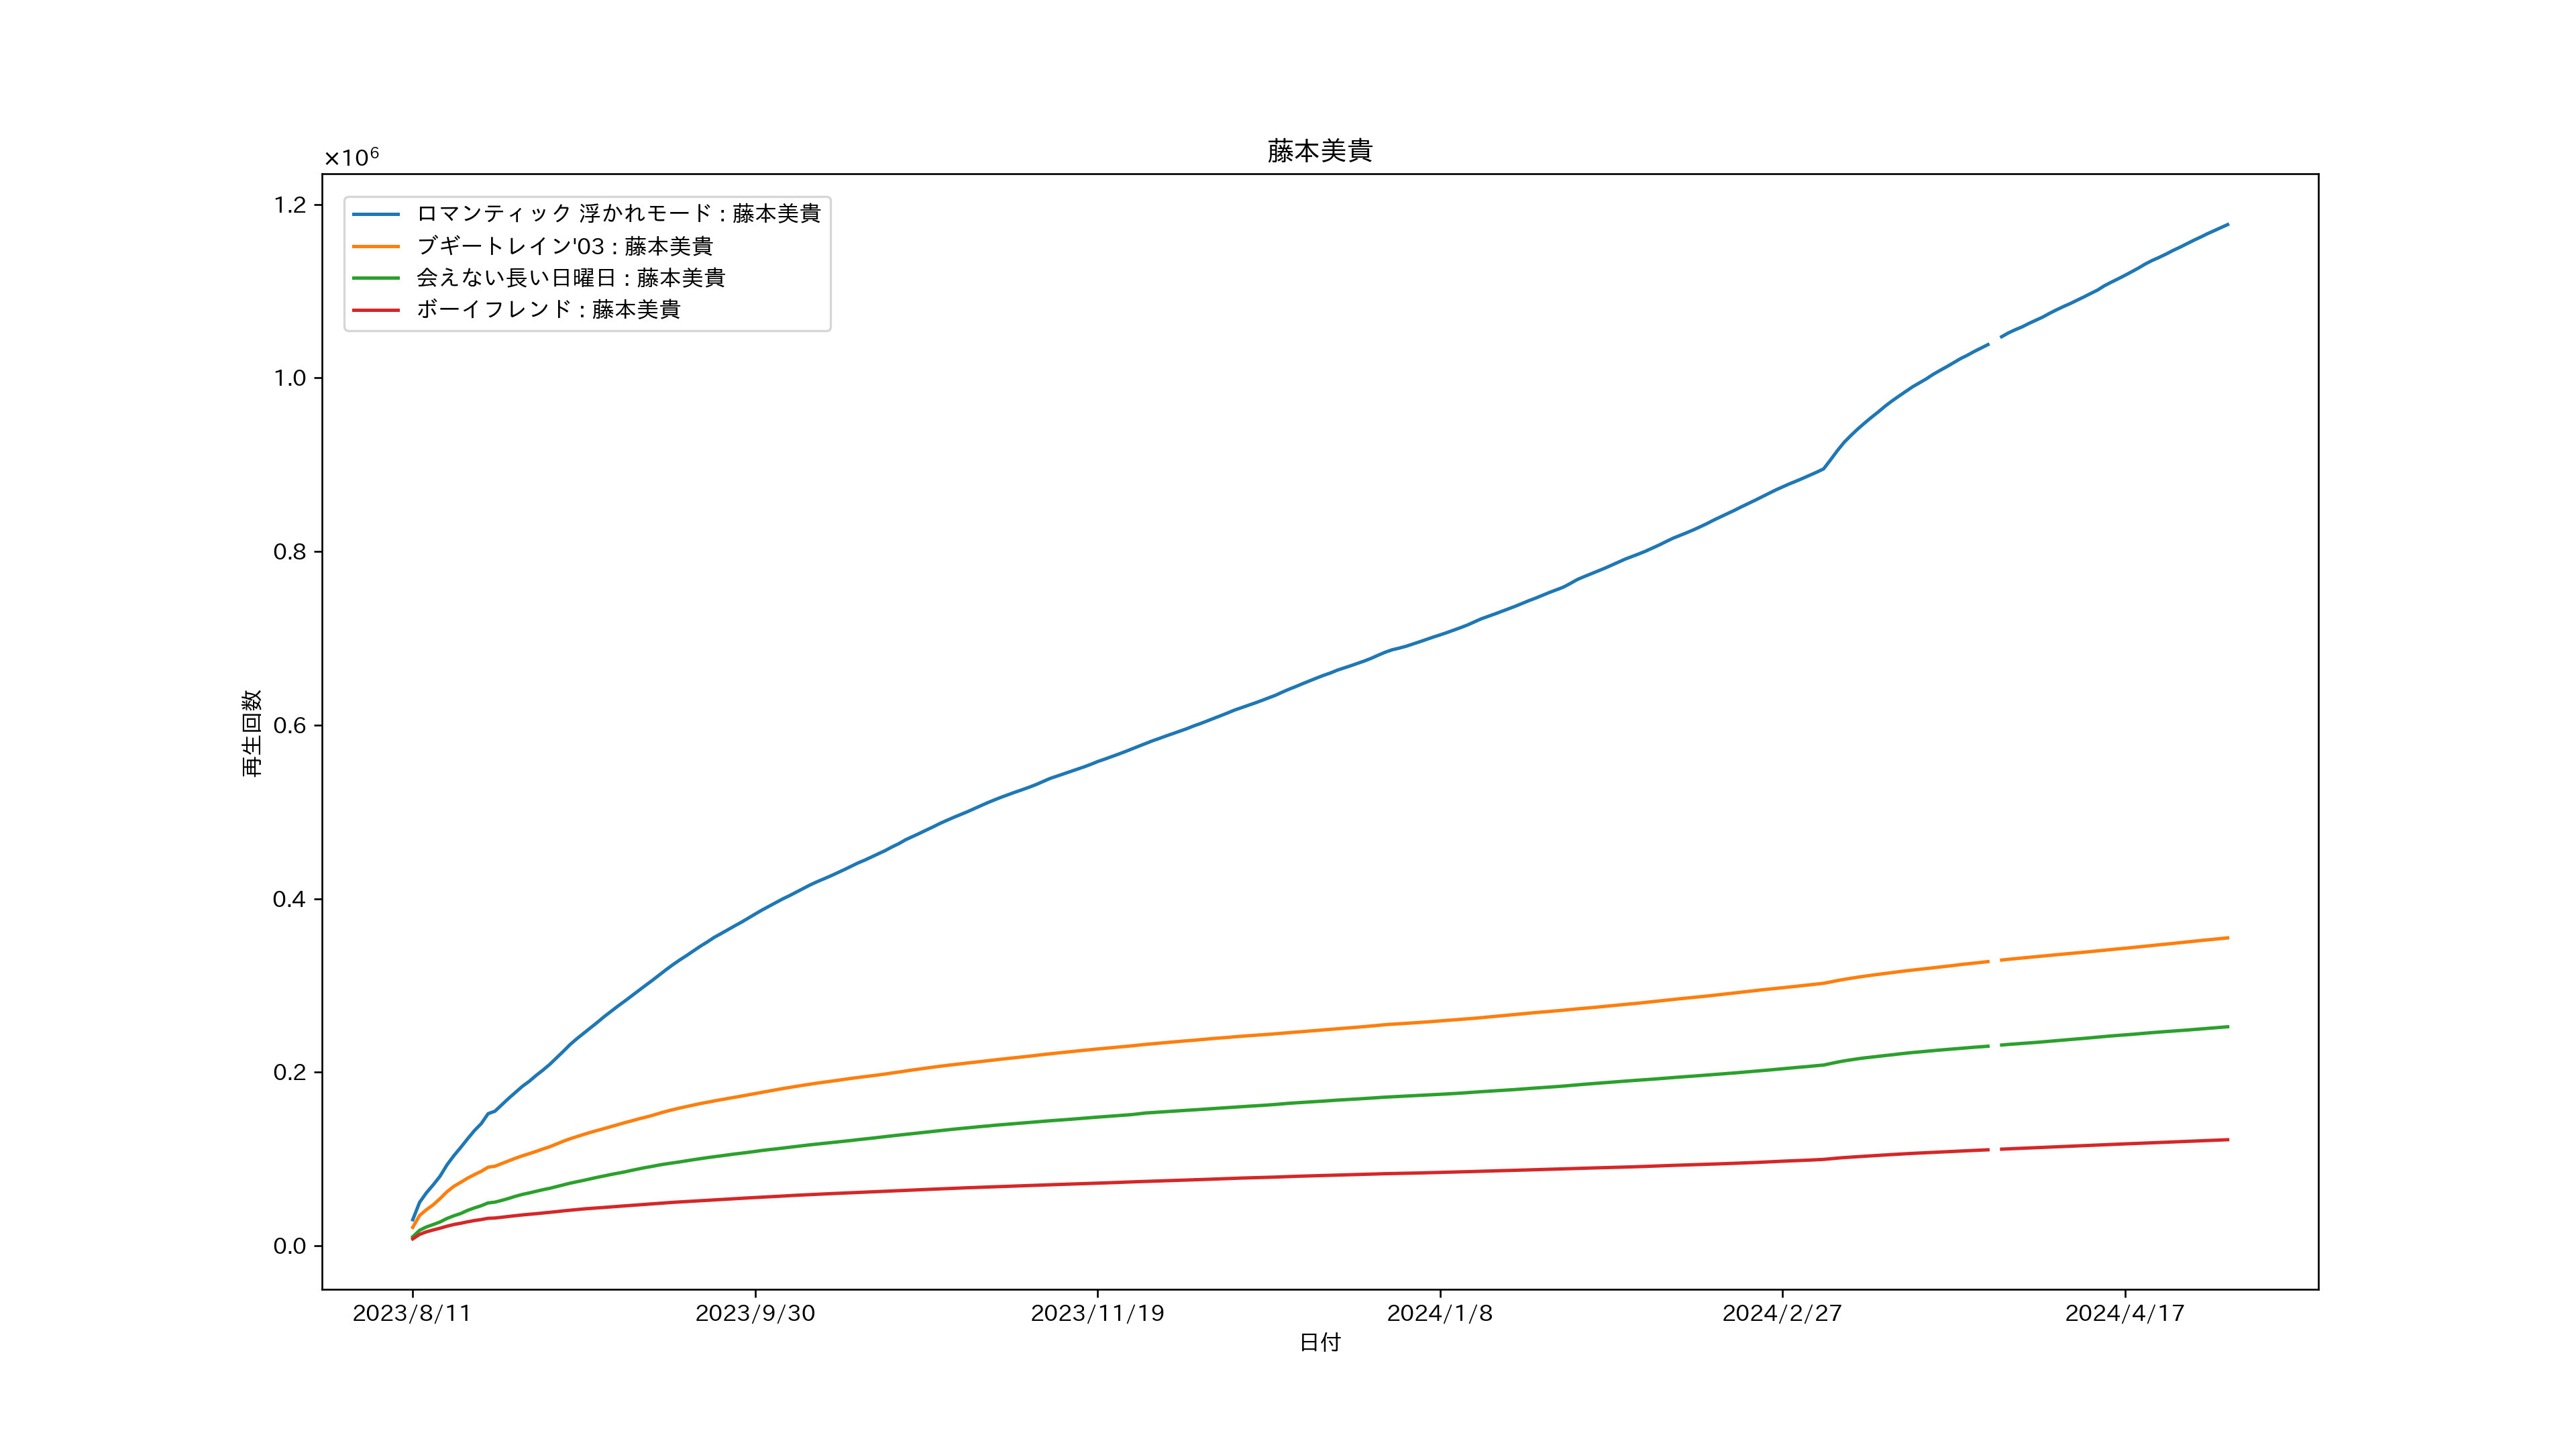 藤本美貴
×10⁶
1.2
1.0
0.8
0.6
0.4
0.2
0.0
再生回数
ロマンティック 浮かれモード : 藤本美貴
ブギートレイン'03 : 藤本美貴
会えない長い日曜日 : 藤本美貴
ボーイフレンド : 藤本美貴
2023/8/11
2023/9/30
2023/11/19
2024/1/8
2024/2/27
2024/4/17
日付